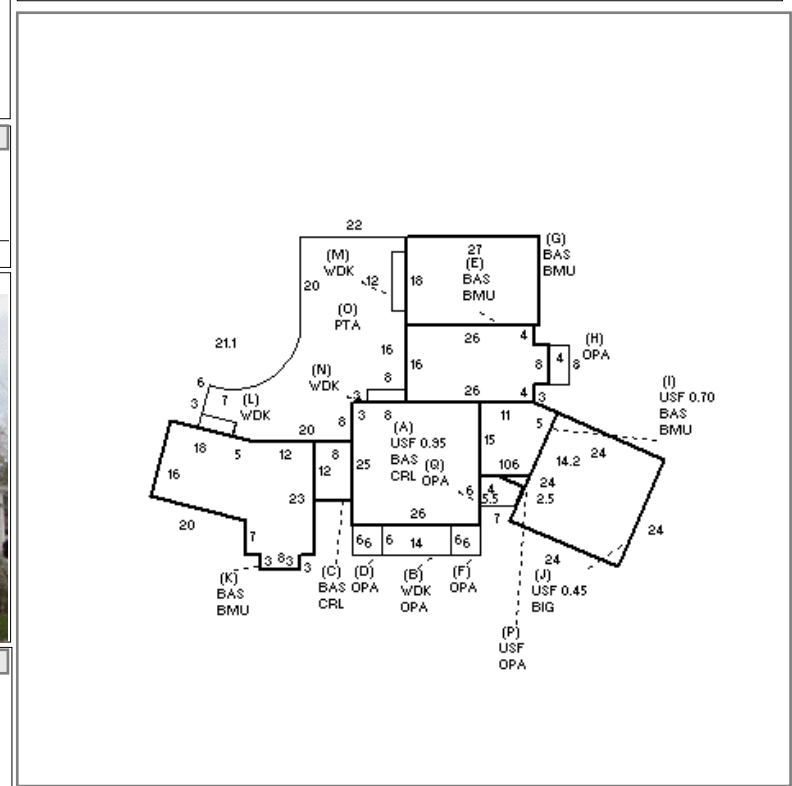 22
27
(G)
BAS
BMU
(M)
WDK
(E)
BAS
BMU
12
18
20
(O)
PTA
21.1
26
4
(H)
OPA
16
16
8
4
8
(N)
WDK
8
6
3
7
(L)
WDK
3
26
4
3
(I)
USF 0.70
BAS
BMU
3
8
(A)
USF 0.95
BAS
CRL
(Q)
OPA
8
11
5
20
18
5
12
8
25
15
14.2
24
16
12
106
23
6
4
24
2.5
5.5
20
26
7
24
7
6
6
6
14
6
6
24
3
8
3
3
(K)
BAS
BMU
(C)
BAS
CRL
(D)
OPA
(B)
WDK
OPA
(F)
OPA
(J)
USF 0.45
BIG
(P)
USF
OPA